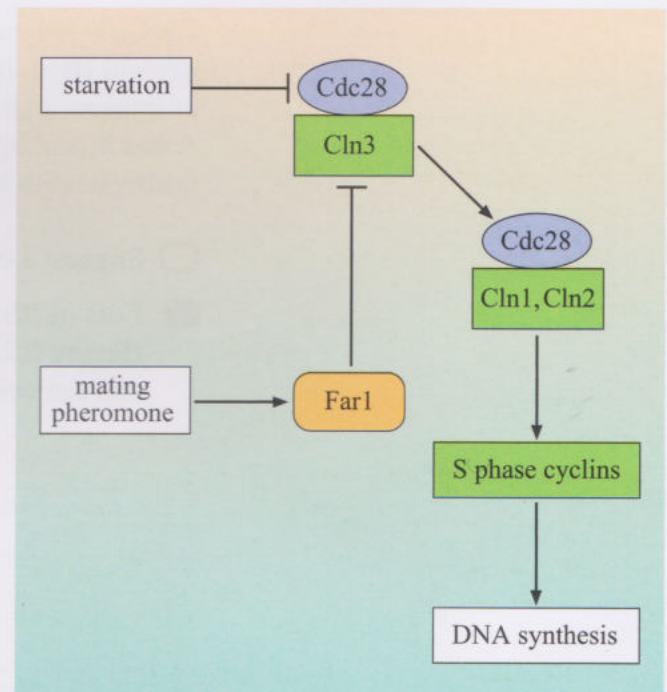 starvation
Cdc28
Cln3
Cdc28
Cln1, Cln2
mating
pheromone
Far1
S phase cyclins
DNA synthesis